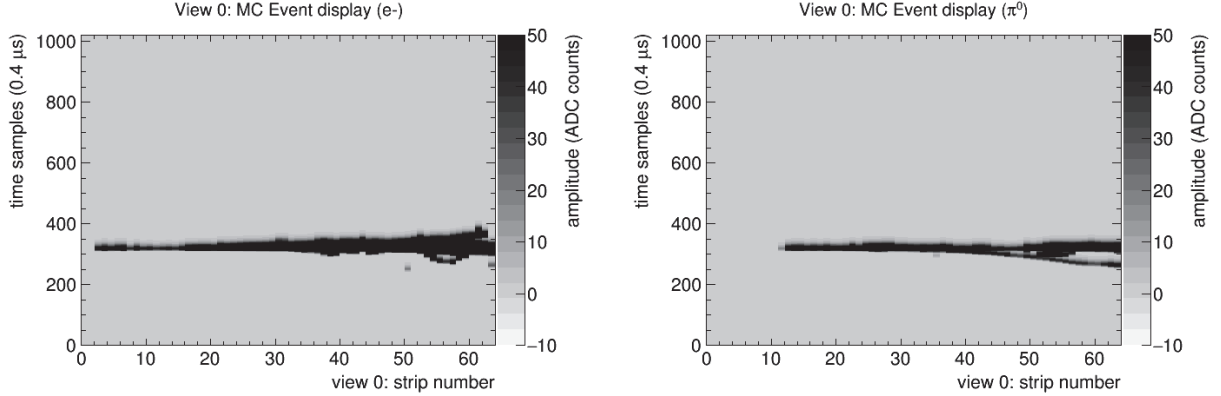 View 0: MC Event display (e-)
time samples (0.4 μs)
1000
800
600
400
200
0
0 10 20 30 40 50 60
view 0: strip number
50
40
30
20
10
0
−10
amplitude (ADC counts)
View 0: MC Event display (π⁰)
time samples (0.4 μs)
1000
800
600
400
200
0
0 10 20 30 40 50 60
view 0: strip number
50
40
30
20
10
0
−10
amplitude (ADC counts)